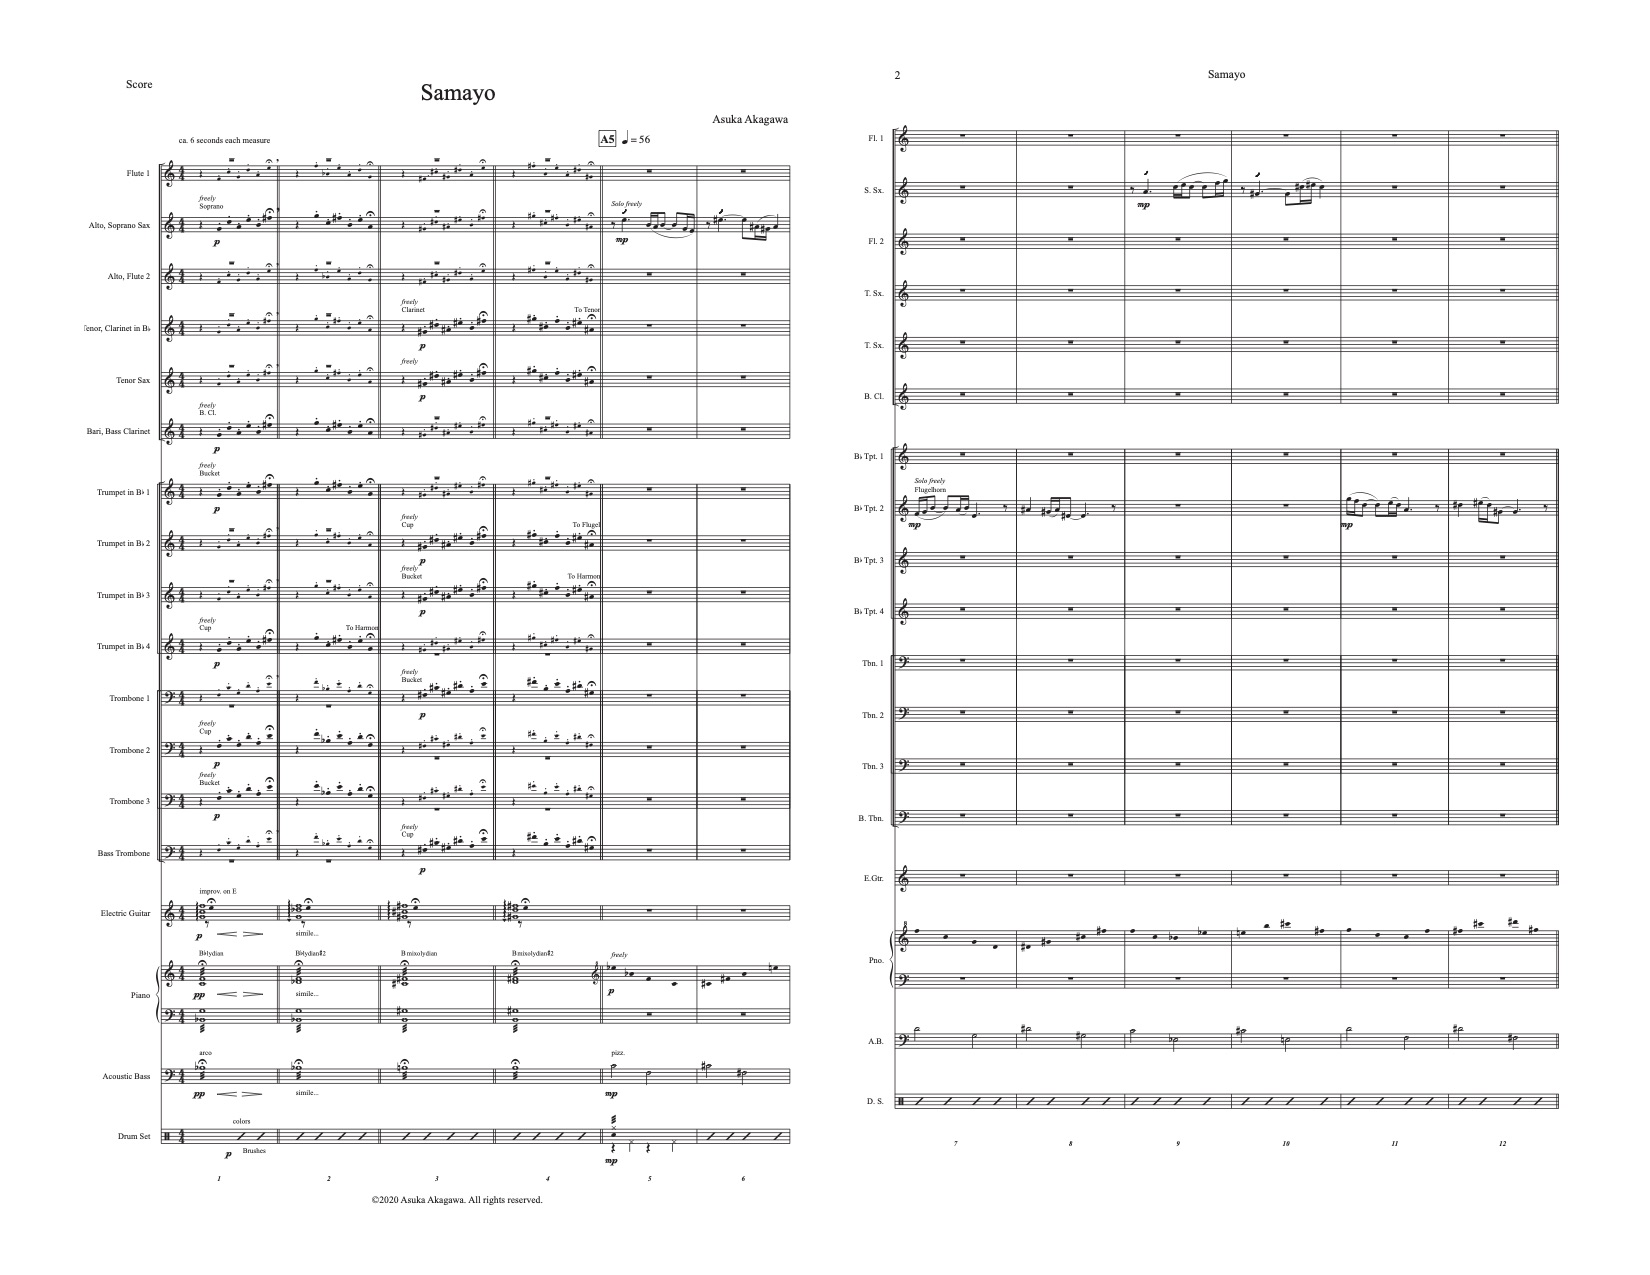 Score
Samayo
Asuka Akagawa
ca. 6 seconds each measure
A5 = 56
Flute 1
freely
Soprano
Solo freely
Alto, Soprano Sax
p
mp
Alto, Flute 2
freely
Clarinet
To Tenor
Tenor, Clarinet in B♭
p
freely
Tenor Sax
p
freely
B. Cl.
Bari, Bass Clarinet
p
freely
Bucket
Trumpet in B♭ 1
p
freely
Cup
To Flugel
Trumpet in B♭ 2
p
freely
Bucket
To Harmon
Trumpet in B♭ 3
p
freely
Cup
To Harmon
Trumpet in B♭ 4
p
freely
Bucket
Trombone 1
p
freely
Cup
Trombone 2
p
freely
Bucket
Trombone 3
p
freely
Cup
Bass Trombone
p
improv. on E
Electric Guitar
p
simile...
B♭lydian
B♭lydian#2
B mixolydian
B mixolydian#2
freely
pp
simile...
p
Piano
arco
pizz.
Acoustic Bass
pp
simile...
mp
colors
Drum Set
p
Brushes
mp
1
2
3
4
5
6
©2020 Asuka Akagawa. All rights reserved.
2
Samayo
Fl. 1
S. Sx.
mp
Fl. 2
T. Sx.
T. Sx.
B. Cl.
B♭ Tpt. 1
Solo freely
Flugelhorn
B♭ Tpt. 2
mp
mp
B♭ Tpt. 3
B♭ Tpt. 4
Tbn. 1
Tbn. 2
Tbn. 3
B. Tbn.
E.Gtr.
Pno.
A.B.
D. S.
7
8
9
10
11
12